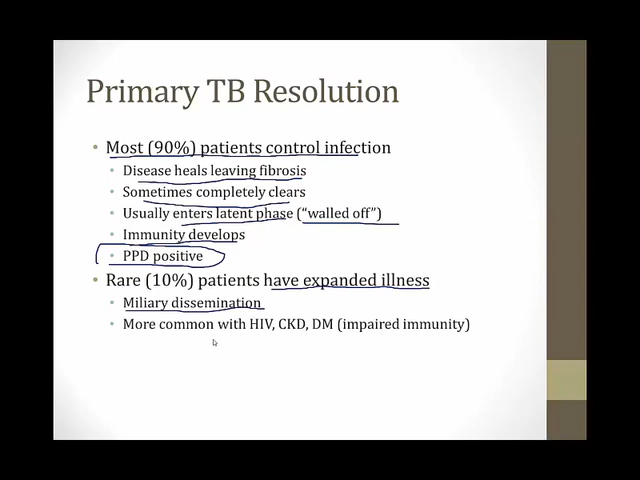 Primary TB Resolution
• Most (90%) patients control infection
• Disease heals leaving fibrosis
• Sometimes completely clears
• Usually enters latent phase (“walled off”)
• Immunity develops
• PPD positive
• Rare (10%) patients have expanded illness
• Miliary dissemination
• More common with HIV, CKD, DM (impaired immunity)